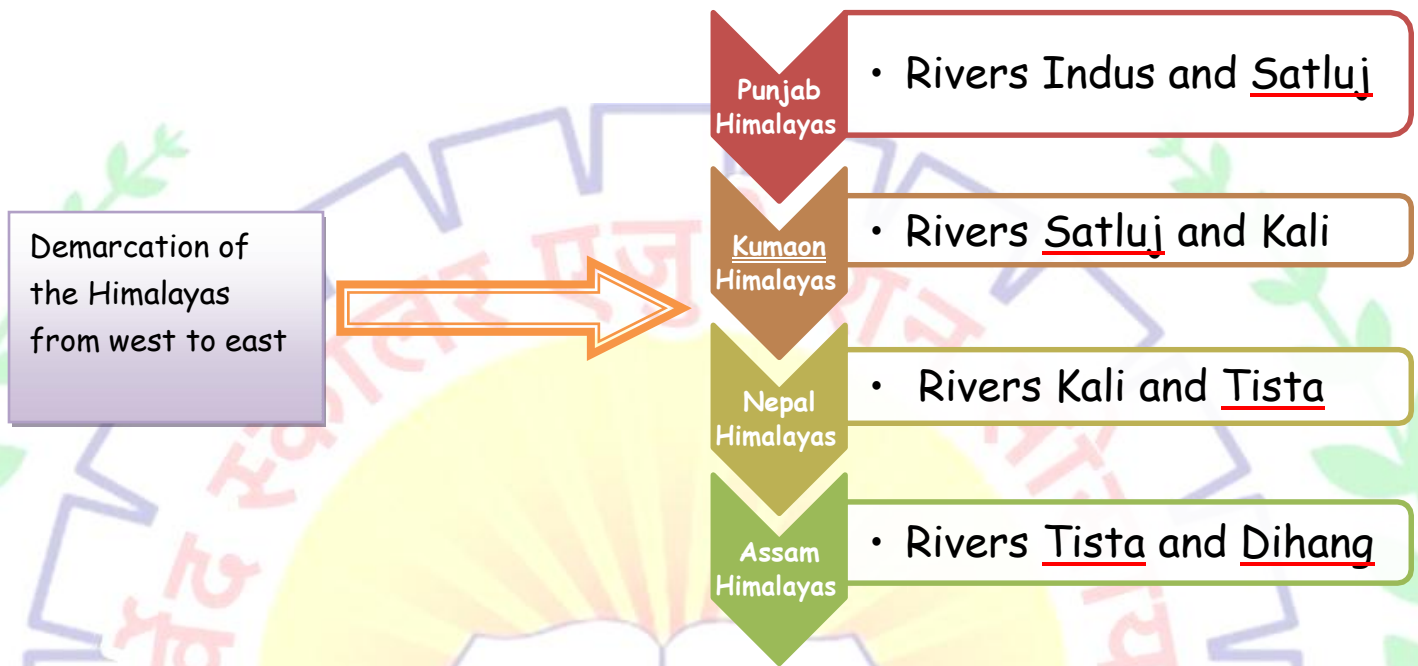 Demarcation of
the Himalayas
from west to east
Punjab
Himalayas
• Rivers Indus and Satluj
Kumaon
Himalayas
• Rivers Satluj and Kali
Nepal
Himalayas
• Rivers Kali and Tista
Assam
Himalayas
• Rivers Tista and Dihang